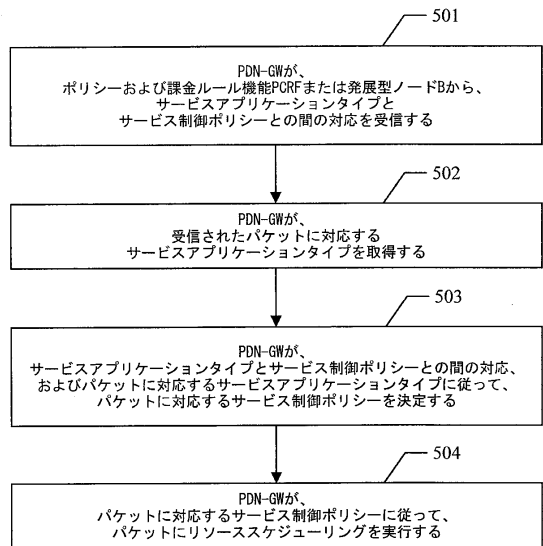 501
PDN-GWが、
ポリシーおよび課金ルール機能PCRFまたは発展型ノードBから、
サービスアプリケーションタイプと
サービス制御ポリシーとの間の対応を受信する
502
PDN-GWが、
受信されたパケットに対応する
サービスアプリケーションタイプを取得する
503
PDN-GWが、
サービスアプリケーションタイプとサービス制御ポリシーとの間の対応、
およびパケットに対応するサービスアプリケーションタイプに従って、
パケットに対応するサービス制御ポリシーを決定する
504
PDN-GWが、
パケットに対応するサービス制御ポリシーに従って、
パケットにリソーススケジューリングを実行する